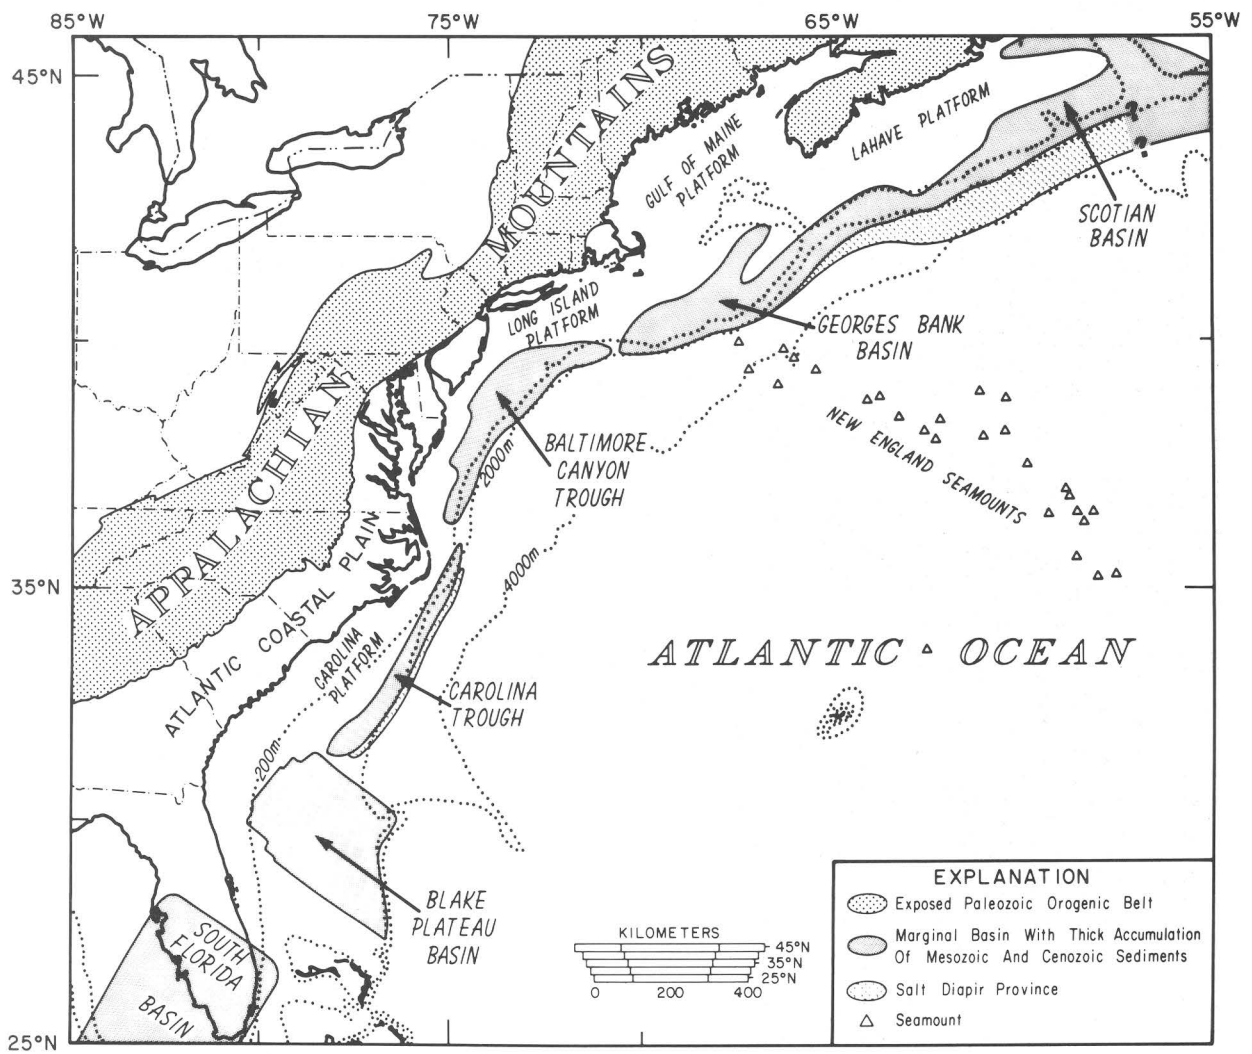 85°W
75°W
65°W
55°W
45°N
35°N
25°N
APPALACHIAN MOUNTAINS
GULF OF MAINE
PLATFORM
LAHAVE PLATFORM
SCOTIAN
BASIN
LONG ISLAND
PLATFORM
GEORGES BANK
BASIN
BALTIMORE
CANYON
TROUGH
2000m
NEW ENGLAND SEAMOUNTS
4000m
ATLANTIC COASTAL PLAIN
CAROLINA
PLATFORM
CAROLINA
TROUGH
200m
ATLANTIC OCEAN
BLAKE
PLATEAU
BASIN
SOUTH
FLORIDA
BASIN
? ?
KILOMETERS
45°N
35°N
25°N
0 200 400
EXPLANATION
Exposed Paleozoic Orogenic Belt
Marginal Basin With Thick Accumulation
Of Mesozoic And Cenozoic Sediments
Salt Diapir Province
Seamount